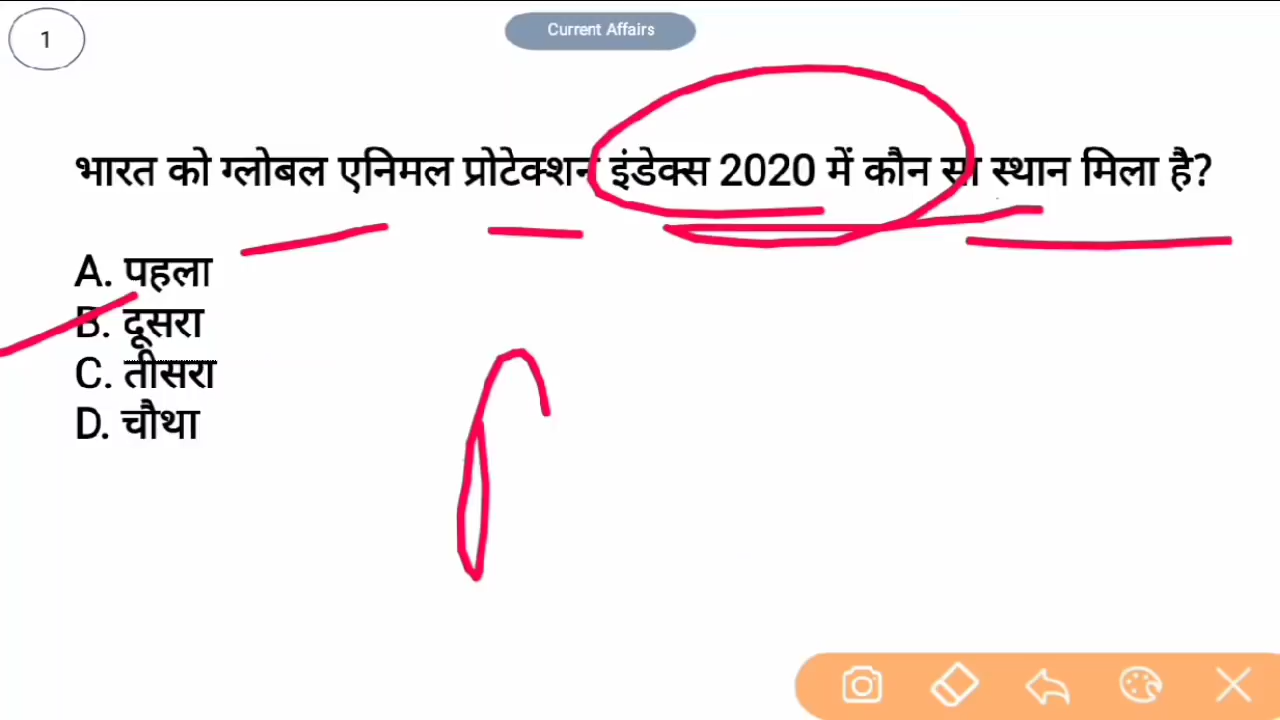 1
Current Affairs
भारत को ग्लोबल एनिमल प्रोटेक्शन इंडेक्स 2020 में कौन सा स्थान मिला है?
A. पहला
B. दूसरा
C. तीसरा
D. चौथा